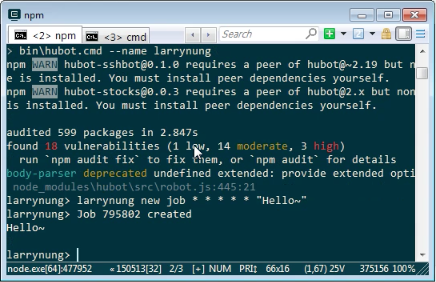 <2> npm
<1> npm
<3> cmd
Search
> bin\hubot.cmd --name larrynung
npm WARN hubot-sshbot@0.1.0 requires a peer of hubot@~2.19 but n
e is installed. You must install peer dependencies yourself.
npm WARN hubot-stocks@0.0.3 requires a peer of hubot@2.x but non
is installed. You must install peer dependencies yourself.
audited 599 packages in 2.847s
found 18 vulnerabilities (1 low, 14 moderate, 3 high)
run `npm audit fix` to fix them, or `npm audit` for details
body-parser deprecated undefined extended: provide extended opti
node_modules\hubot\src\robot.js:445:21
larrynung> larrynung new job * * * * * "Hello~"
larrynung> Job 795802 created
Hello~
larrynung>
node.exe[64]:477952 «150513[32] 2/3 [+] NUM PRI↕ 66x16 (1,67) 25V 375156 100%